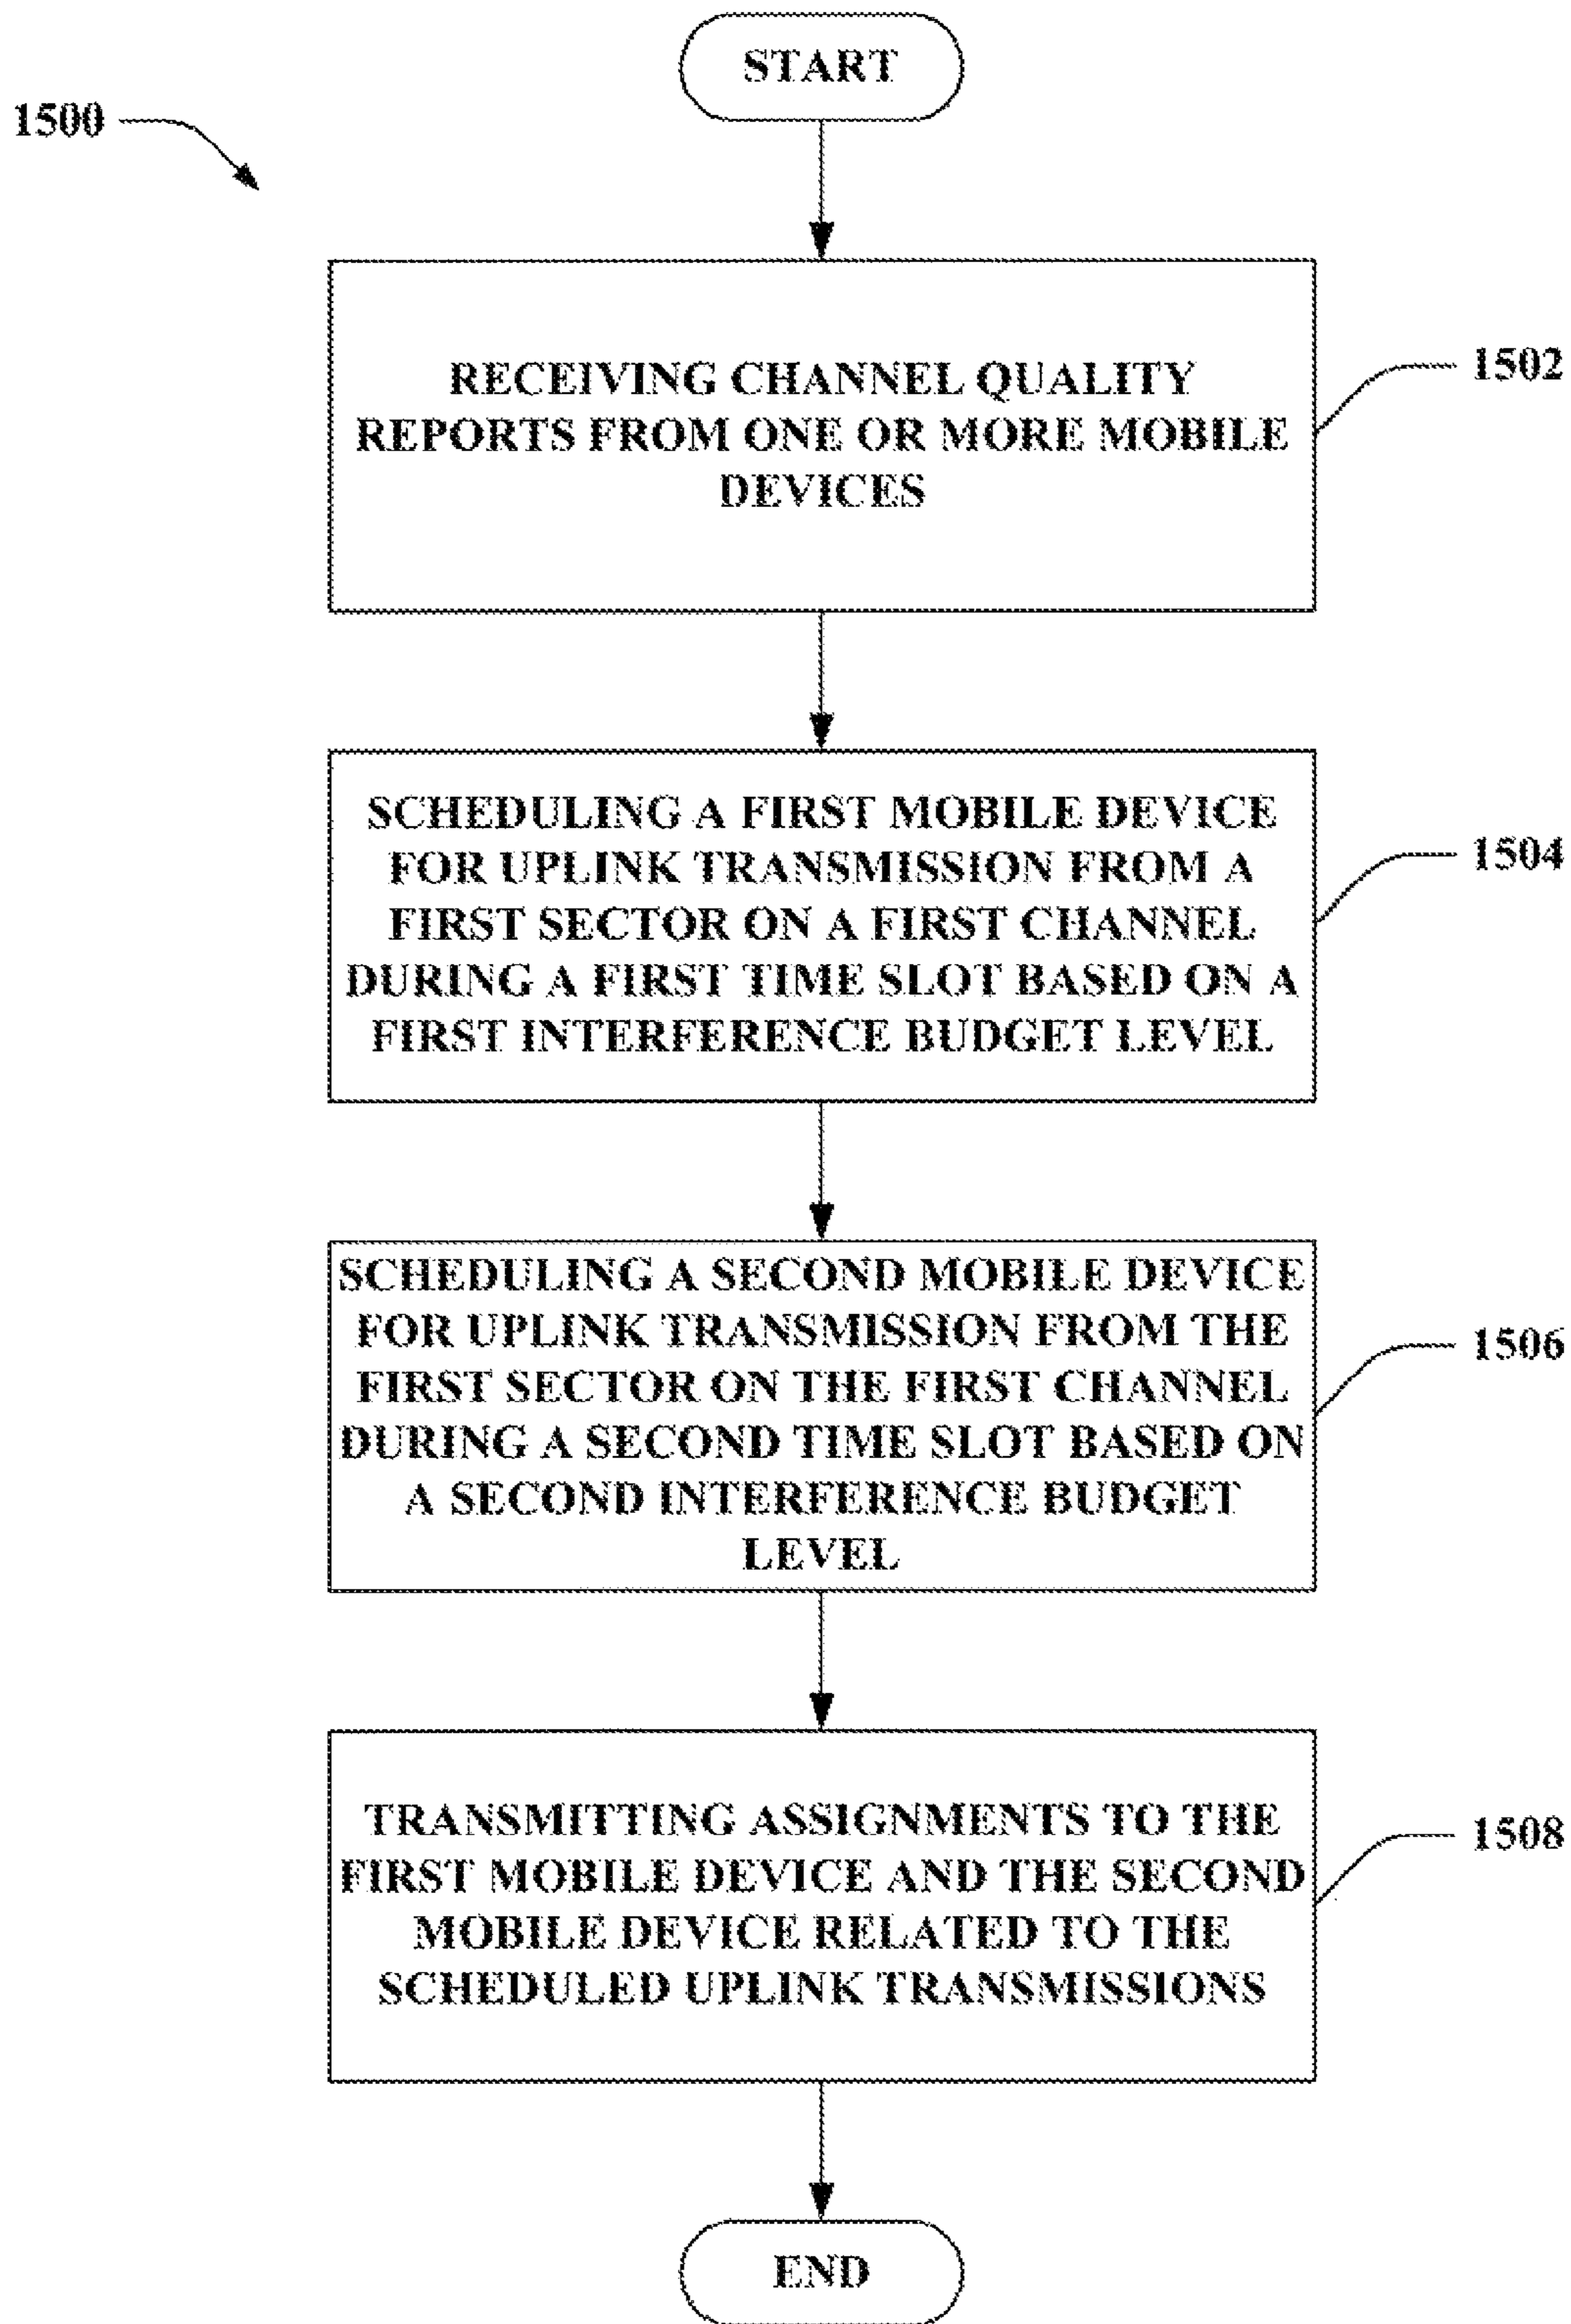 START
1500
RECEIVING CHANNEL QUALITY
REPORTS FROM ONE OR MORE MOBILE
DEVICES
1502
SCHEDULING A FIRST MOBILE DEVICE
FOR UPLINK TRANSMISSION FROM A
FIRST SECTOR ON A FIRST CHANNEL
DURING A FIRST TIME SLOT BASED ON A
FIRST INTERFERENCE BUDGET LEVEL
1504
SCHEDULING A SECOND MOBILE DEVICE
FOR UPLINK TRANSMISSION FROM THE
FIRST SECTOR ON THE FIRST CHANNEL
DURING A SECOND TIME SLOT BASED ON
A SECOND INTERFERENCE BUDGET
LEVEL
1506
TRANSMITTING ASSIGNMENTS TO THE
FIRST MOBILE DEVICE AND THE SECOND
MOBILE DEVICE RELATED TO THE
SCHEDULED UPLINK TRANSMISSIONS
1508
END